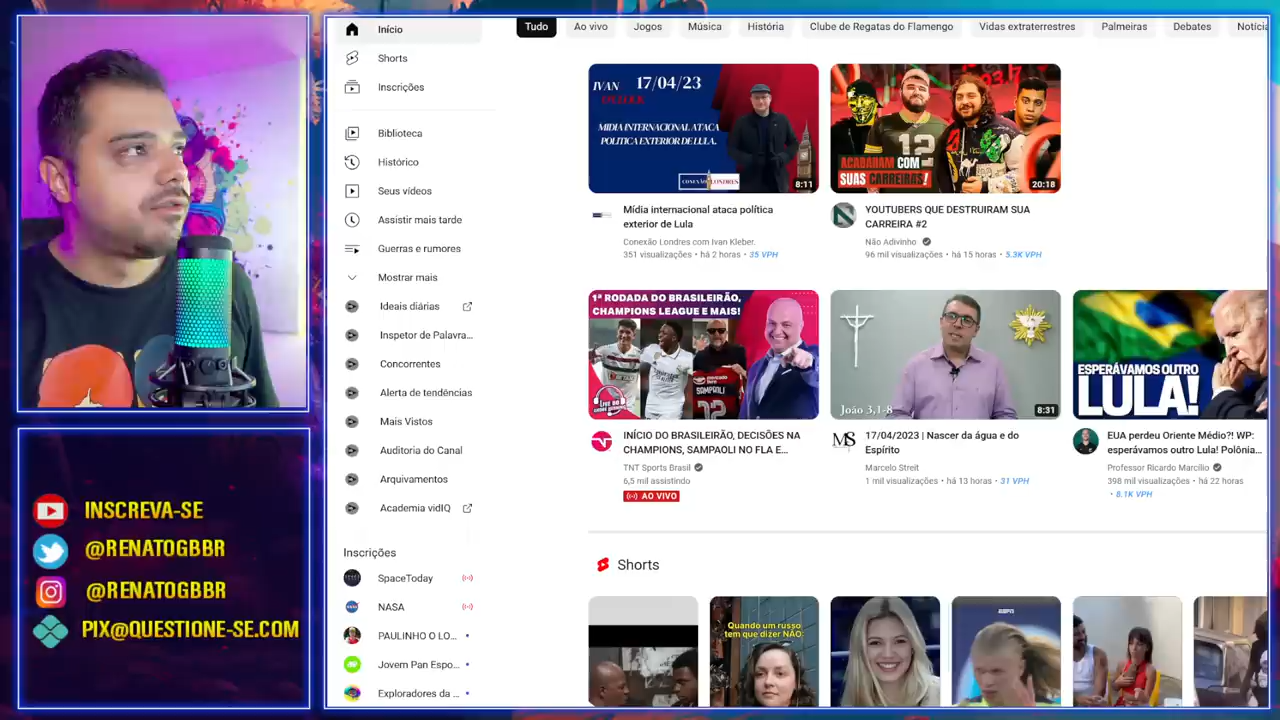 Início
Shorts
Inscrições
Biblioteca
Histórico
Seus vídeos
Assistir mais tarde
Guerras e rumores
Mostrar mais
Ideais diárias
Inspetor de Palavra...
Concorrentes
Alerta de tendências
Mais Vistos
Auditoria do Canal
Arquivamentos
Academia vidIQ
Inscrições
SpaceToday
NASA
PAULINHO O LO...
Jovem Pan Espo...
Exploradores da ...
INSCREVA-SE
@RENATOGBBR
@RENATOGBBR
PIX@QUESTIONE-SE.COM
Tudo
Ao vivo
Jogos
Música
História
Clube de Regatas do Flamengo
Vidas extraterrestres
Palmeiras
Debates
Notícia
IVAN
17/04/23
MIDIA INTERNACIONAL ATACA
POLITICA EXTERIOR DE LULA.
CONEXÃO LONDRES
8:11
Mídia internacional ataca política
exterior de Lula
Conexão Londres com Ivan Kleber.
351 visualizações • há 2 horas • 35 VPH
12
ACABARAM COM
SUAS CARREIRAS!
20:18
YOUTUBERS QUE DESTRUIRAM SUA
CARREIRA #2
Não Adivinho
96 mil visualizações • há 15 horas • 5.3K VPH
1ª RODADA DO BRASILEIRÃO,
CHAMPIONS LEAGUE E MAIS!
SAMPAOLI
INÍCIO DO BRASILEIRÃO, DECISÕES NA
CHAMPIONS, SAMPAOLI NO FLA E...
TNT Sports Brasil
6,5 mil assistindo
AO VIVO
João 3,1-8
8:31
MS
17/04/2023 | Nascer da água e do
Espírito
Marcelo Streit
1 mil visualizações • há 13 horas • 31 VPH
ESPERÁVAMOS OUTRO
LULA!
EUA perdeu Oriente Médio?! WP:
esperávamos outro Lula! Polônia...
Professor Ricardo Marcílio
398 mil visualizações • há 22 horas
• 8.1K VPH
Shorts
Quando um russo
tem que dizer NÃO:
ESPN